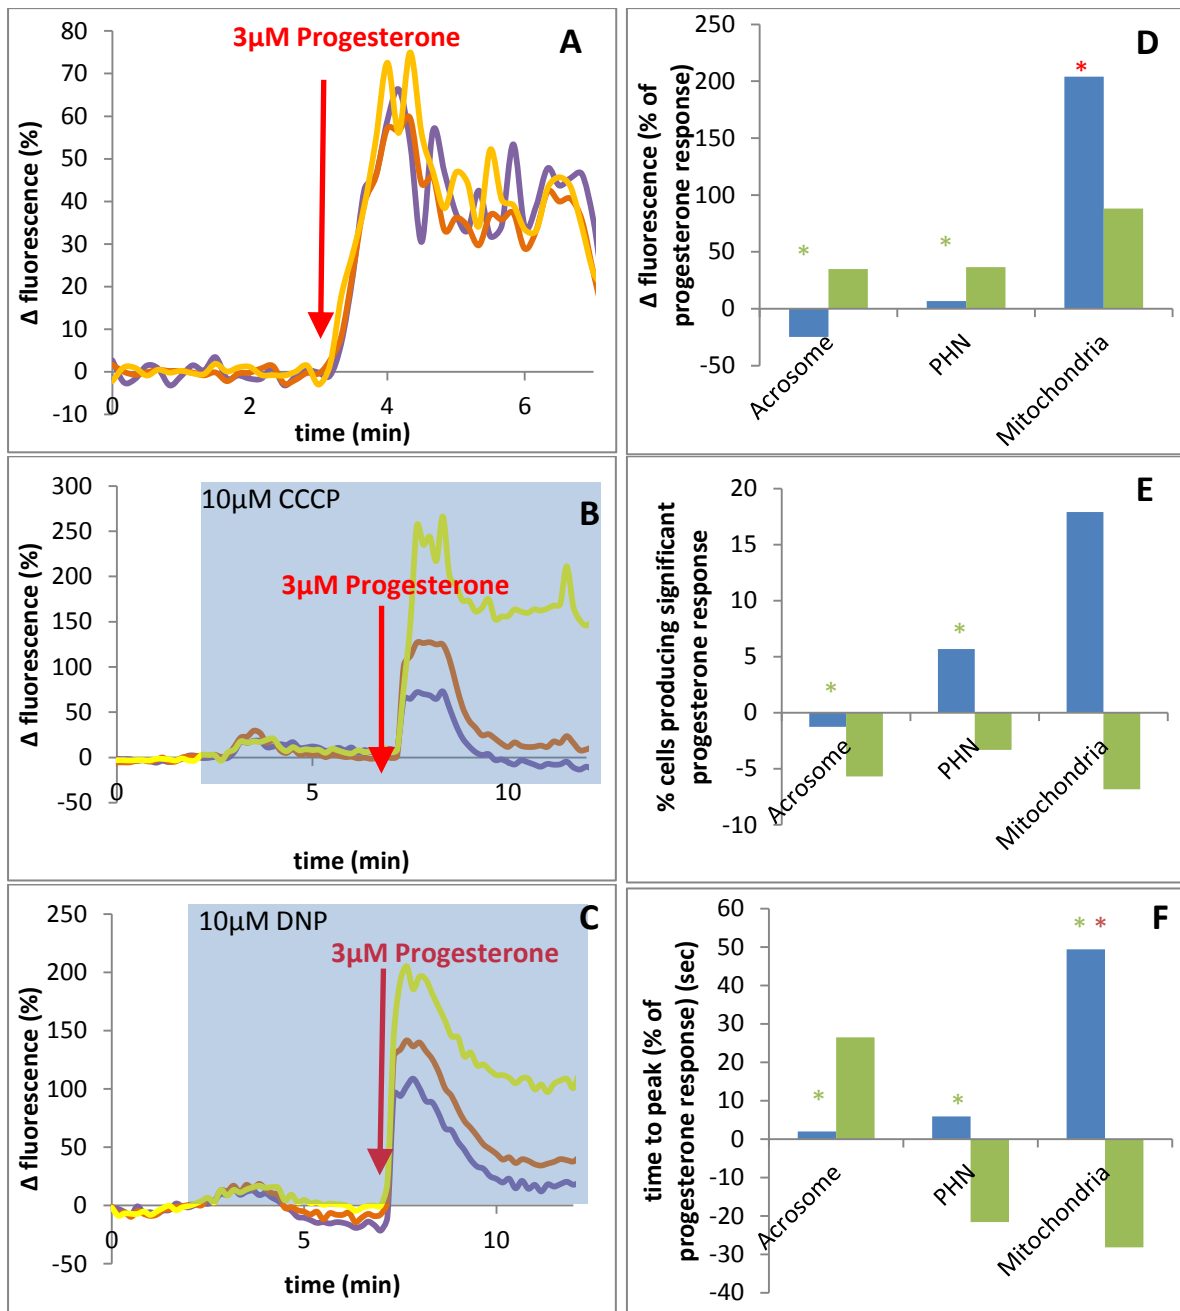 A
3µM Progesterone
Δ fluorescence (%)
80
70
60
50
40
30
20
10
0
-10
0
2
4
6
time (min)
B
10µM CCCP
3µM Progesterone
Δ fluorescence (%)
300
250
200
150
100
50
0
-50
0
5
10
time (min)
C
10µM DNP
3µM Progesterone
Δ fluorescence (%)
250
200
150
100
50
0
-50
0
5
10
time (min)
D
Δ fluorescence (% of
progesterone response)
250
200
150
100
50
0
-50
*
*
*
Acrosome
PHN
Mitochondria
E
% cells producing significant
progesterone response
20
15
10
5
0
-5
-10
*
*
Acrosome
PHN
Mitochondria
F
time to peak (% of
progesterone response) (sec)
60
50
40
30
20
10
0
-10
-20
-30
-40
*
*
* *
Acrosome
PHN
Mitochondria